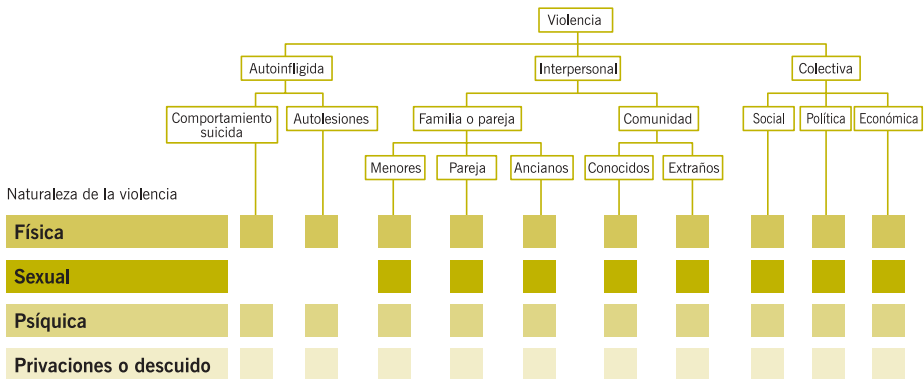 Violencia
Autoinfligida
Interpersonal
Colectiva
Comportamiento
suicida
Autolesiones
Familia o pareja
Comunidad
Social
Política
Económica
Menores
Pareja
Ancianos
Conocidos
Extraños
Naturaleza de la violencia
Física
Sexual
Psíquica
Privaciones o descuido